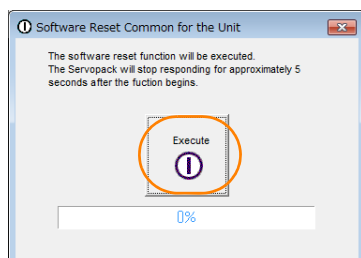 Software Reset Common for the Unit
The software reset function will be executed.
The Servopack will stop responding for approximately 5
seconds after the fuction begins.
Execute
0%